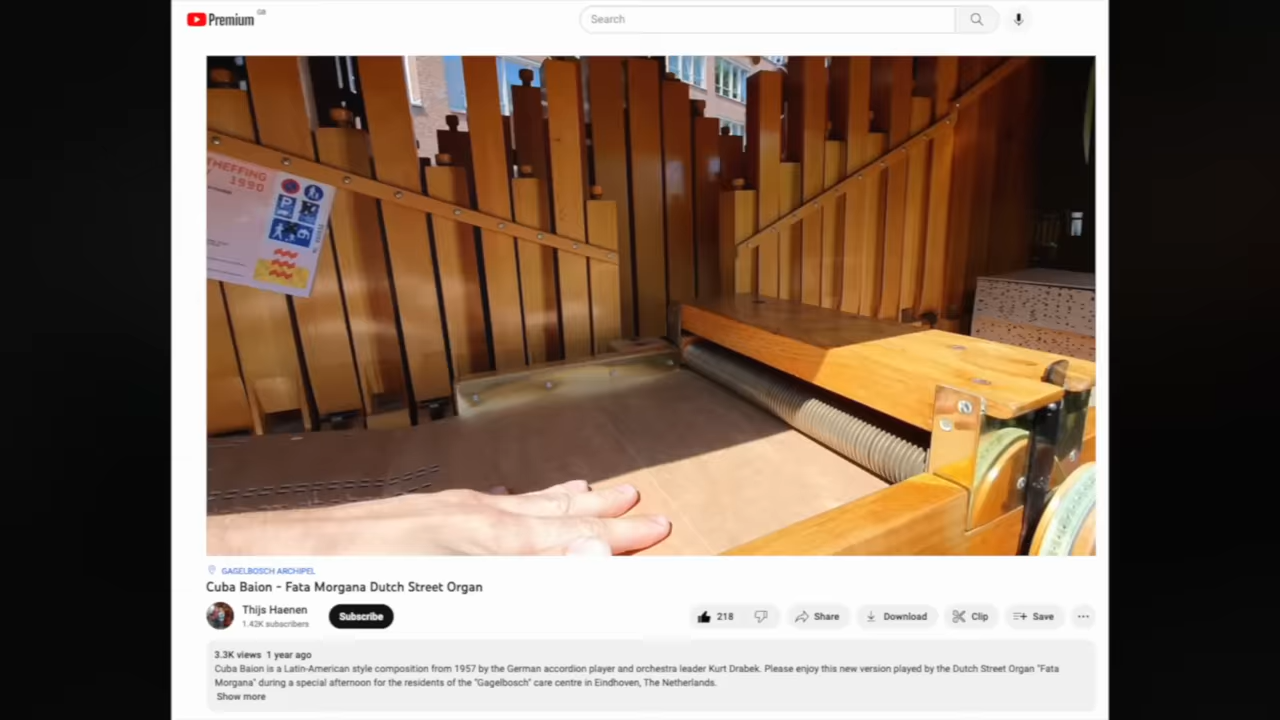 Premium GB
Search
THEFFING
1990
P
GAGELBOSCH ARCHIPEL
Cuba Baion - Fata Morgana Dutch Street Organ
Thijs Haenen
1.42K subscribers
Subscribe
218
Share
Download
Clip
Save
3.3K views 1 year ago
Cuba Baion is a Latin-American style composition from 1957 by the German accordion player and orchestra leader Kurt Drabek. Please enjoy this new version played by the Dutch Street Organ "Fata
Morgana" during a special afternoon for the residents of the "Gagelbosch" care centre in Eindhoven, The Netherlands.
Show more